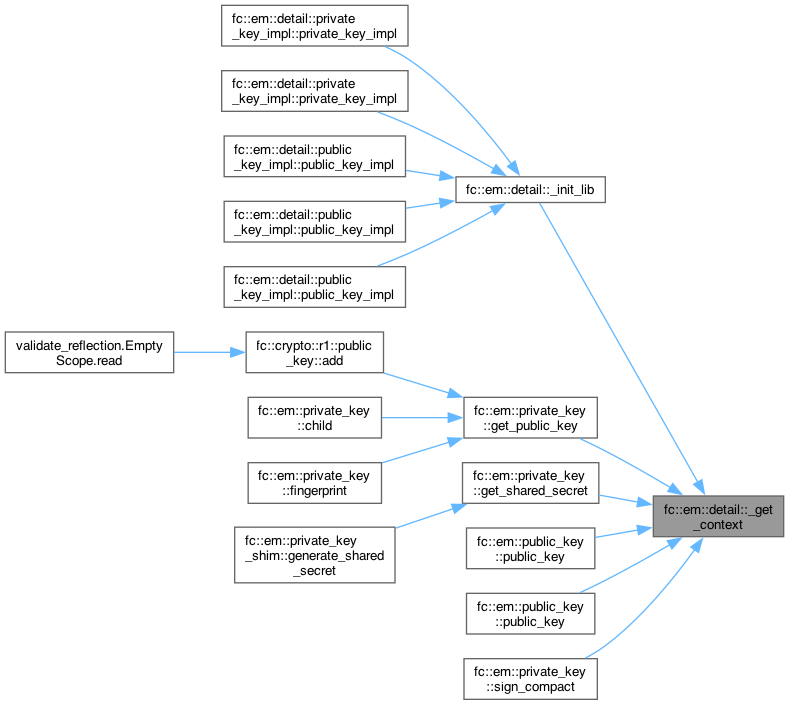 fc::em::detail::private
_key_impl::private_key_impl
fc::em::detail::private
_key_impl::private_key_impl
fc::em::detail::public
_key_impl::public_key_impl
fc::em::detail::_init_lib
fc::em::detail::public
_key_impl::public_key_impl
fc::em::detail::public
_key_impl::public_key_impl
validate_reflection.Empty
Scope.read
fc::crypto::r1::public
_key::add
fc::em::private_key
::child
fc::em::private_key
::get_public_key
fc::em::private_key
::fingerprint
fc::em::private_key
::get_shared_secret
fc::em::detail::_get
_context
fc::em::private_key
_shim::generate_shared
_secret
fc::em::public_key
::public_key
fc::em::public_key
::public_key
fc::em::private_key
::sign_compact